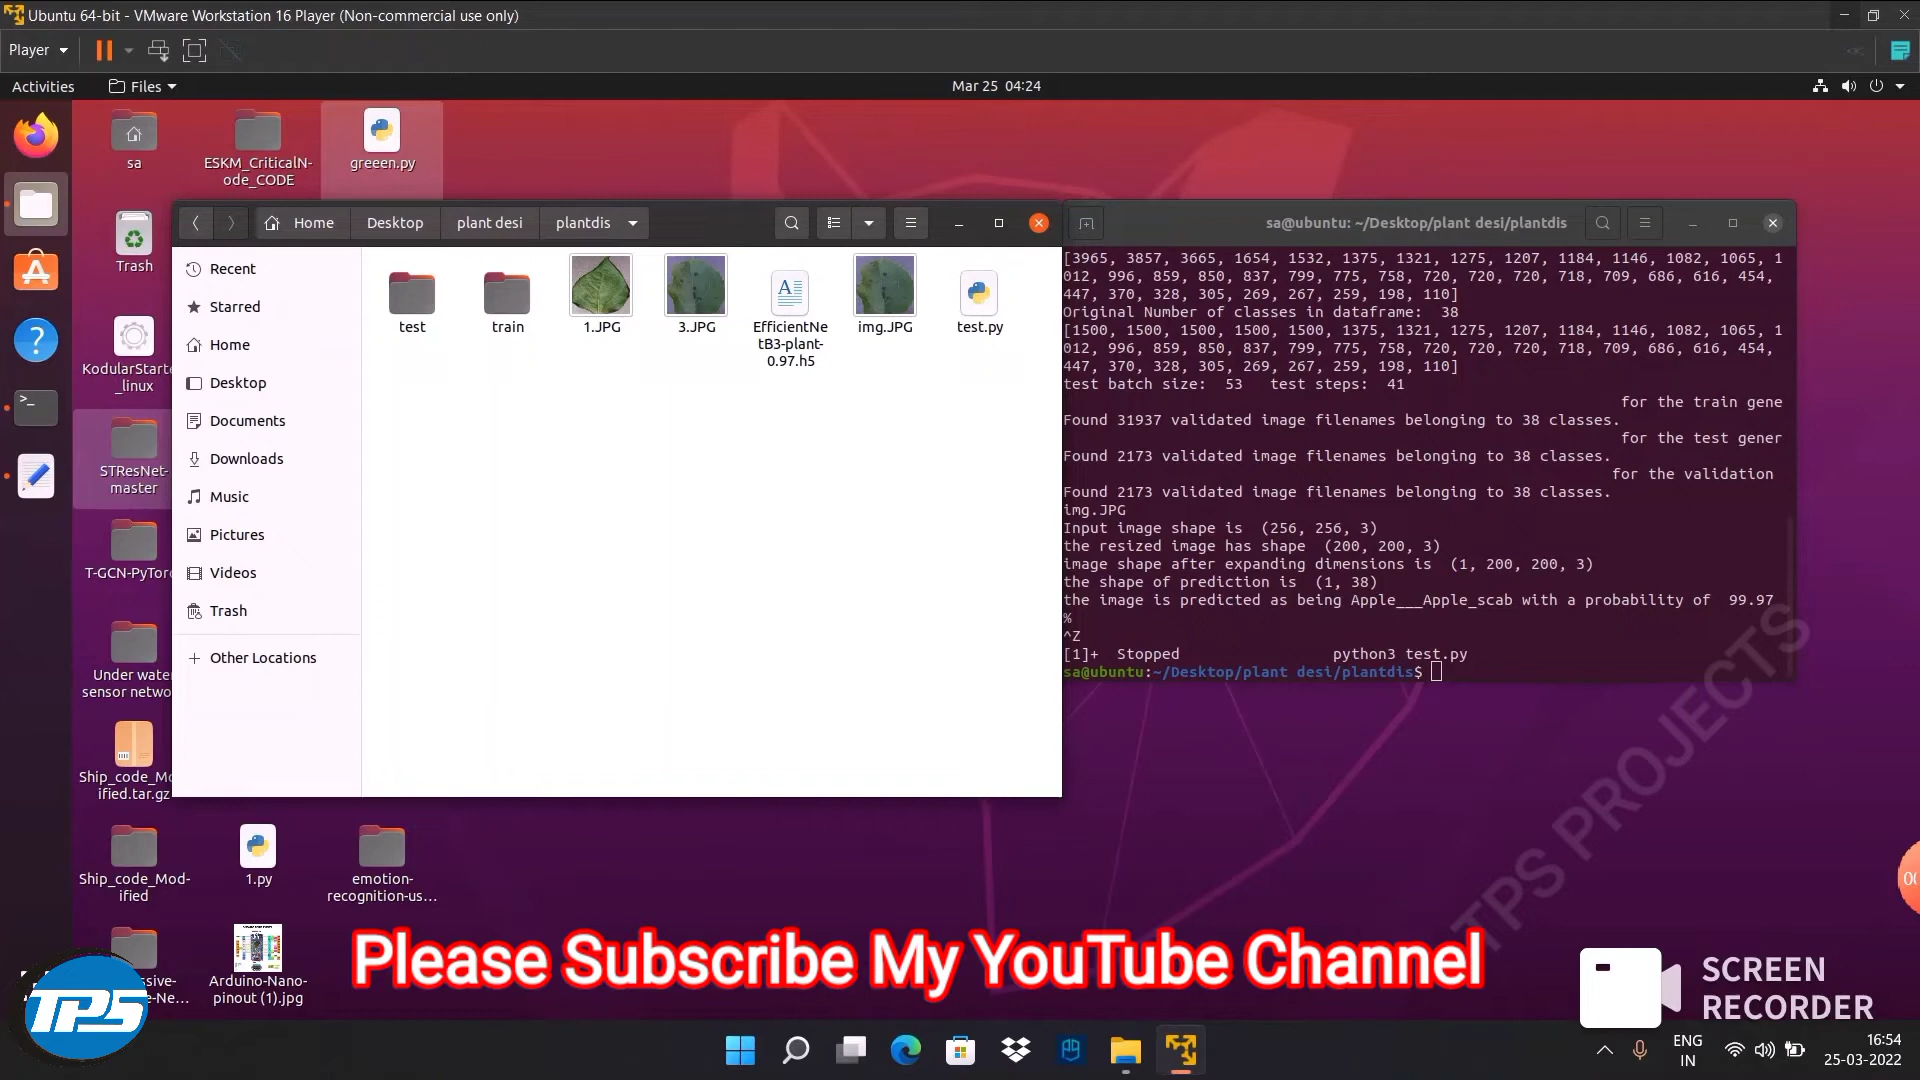 Ubuntu 64-bit - VMware Workstation 16 Player (Non-commercial use only)
Player
Activities
Files
Mar 25 04:24
sa
ESKM_CriticalN-
ode_CODE
greeen.py
Trash
KodularStarte
_linux
STResNet-
master
T-GCN-PyTorc
Under water
sensor netwo
Ship_code_Mo
ified.tar.gz
Ship_code_Mod-
ified
1.py
emotion-
recognition-us...
ssive-
e-Ne...
Arduino-Nano-
pinout (1).jpg
Home
Desktop
plant desi
plantdis
Recent
Starred
Home
Desktop
Documents
Downloads
Music
Pictures
Videos
Trash
Other Locations
test
train
1.JPG
3.JPG
EfficientNe
tB3-plant-
0.97.h5
img.JPG
test.py
sa@ubuntu: ~/Desktop/plant desi/plantdis
[3965, 3857, 3665, 1654, 1532, 1375, 1321, 1275, 1207, 1184, 1146, 1082, 1065, 1
012, 996, 859, 850, 837, 799, 775, 758, 720, 720, 720, 718, 709, 686, 616, 454,
447, 370, 328, 305, 269, 267, 259, 198, 110]
Original Number of classes in dataframe: 38
[1500, 1500, 1500, 1500, 1500, 1375, 1321, 1275, 1207, 1184, 1146, 1082, 1065, 1
012, 996, 859, 850, 837, 799, 775, 758, 720, 720, 720, 718, 709, 686, 616, 454,
447, 370, 328, 305, 269, 267, 259, 198, 110]
test batch size: 53 test steps: 41
for the train gene
Found 31937 validated image filenames belonging to 38 classes.
for the test gener
Found 2173 validated image filenames belonging to 38 classes.
for the validation
Found 2173 validated image filenames belonging to 38 classes.
img.JPG
Input image shape is (256, 256, 3)
the resized image has shape (200, 200, 3)
image shape after expanding dimensions is (1, 200, 200, 3)
the shape of prediction is (1, 38)
the image is predicted as being Apple___Apple_scab with a probability of 99.97
%
^Z
[1]+ Stopped python3 test.py
sa@ubuntu:~/Desktop/plant desi/plantdis$
TPS PROJECTS
Please Subscribe My YouTube Channel
TPS
SCREEN
RECORDER
ENG
IN
16:54
25-03-2022